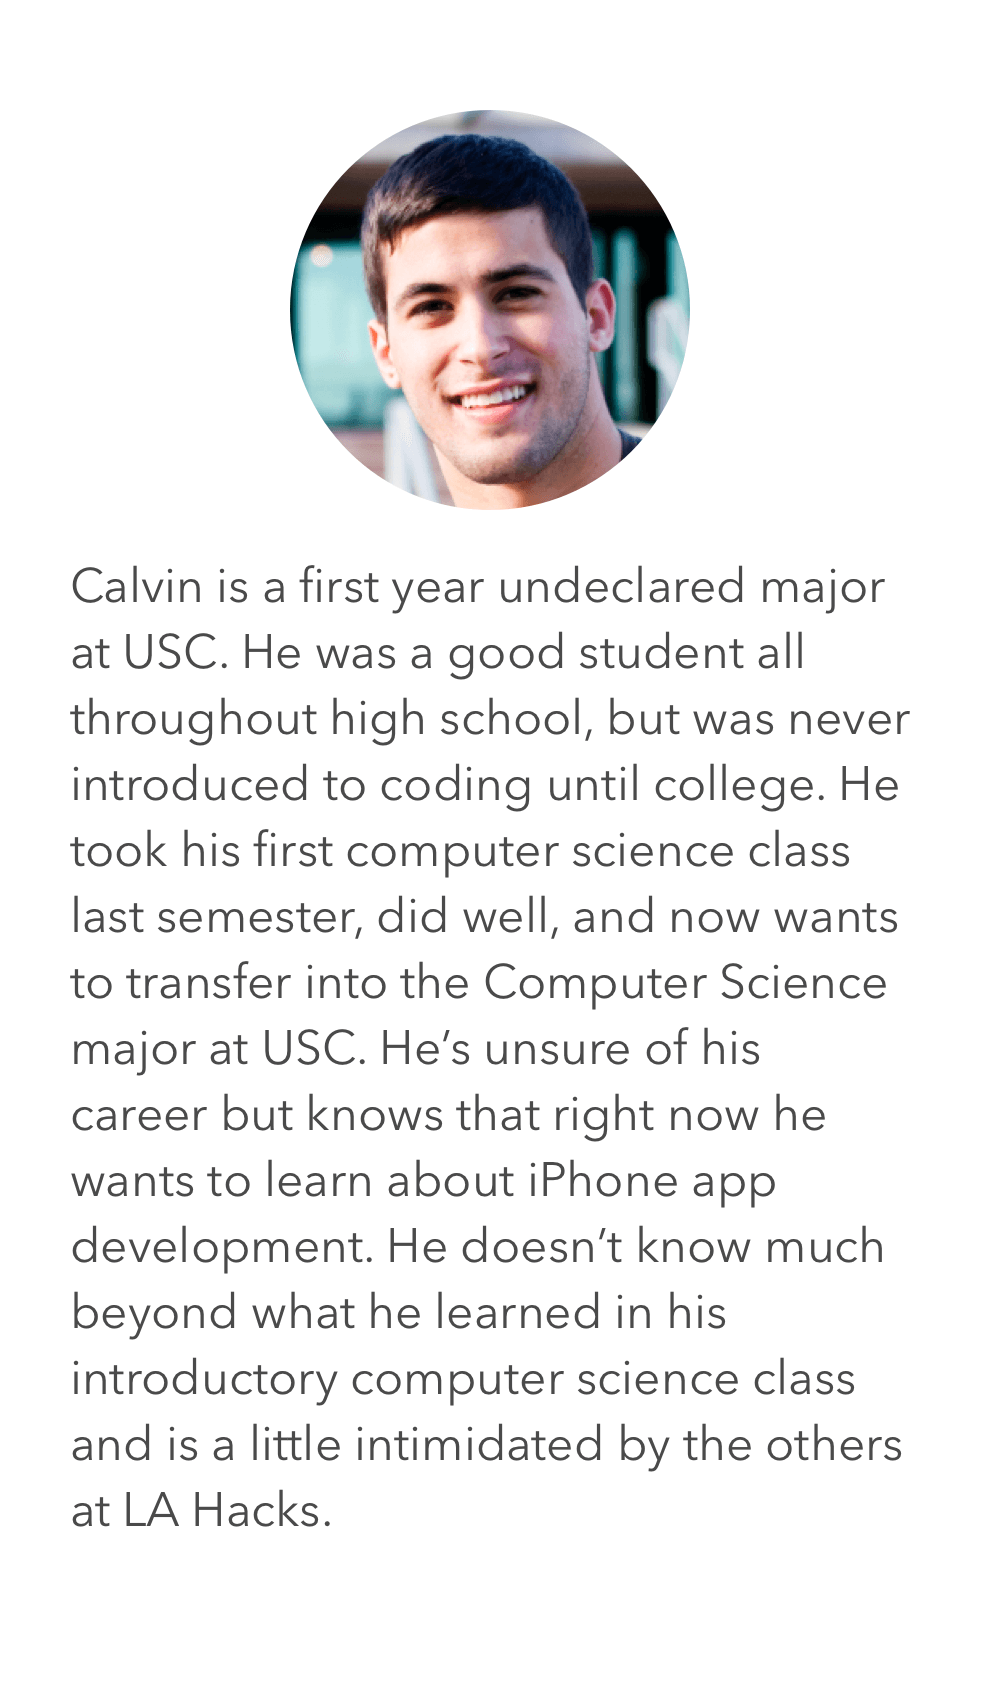 Calvin is a first year undeclared major
at USC. He was a good student all
throughout high school, but was never
introduced to coding until college. He
took his first computer science class
last semester, did well, and now wants
to transfer into the Computer Science
major at USC. He’s unsure of his
career but knows that right now he
wants to learn about iPhone app
development. He doesn’t know much
beyond what he learned in his
introductory computer science class
and is a little intimidated by the others
at LA Hacks.